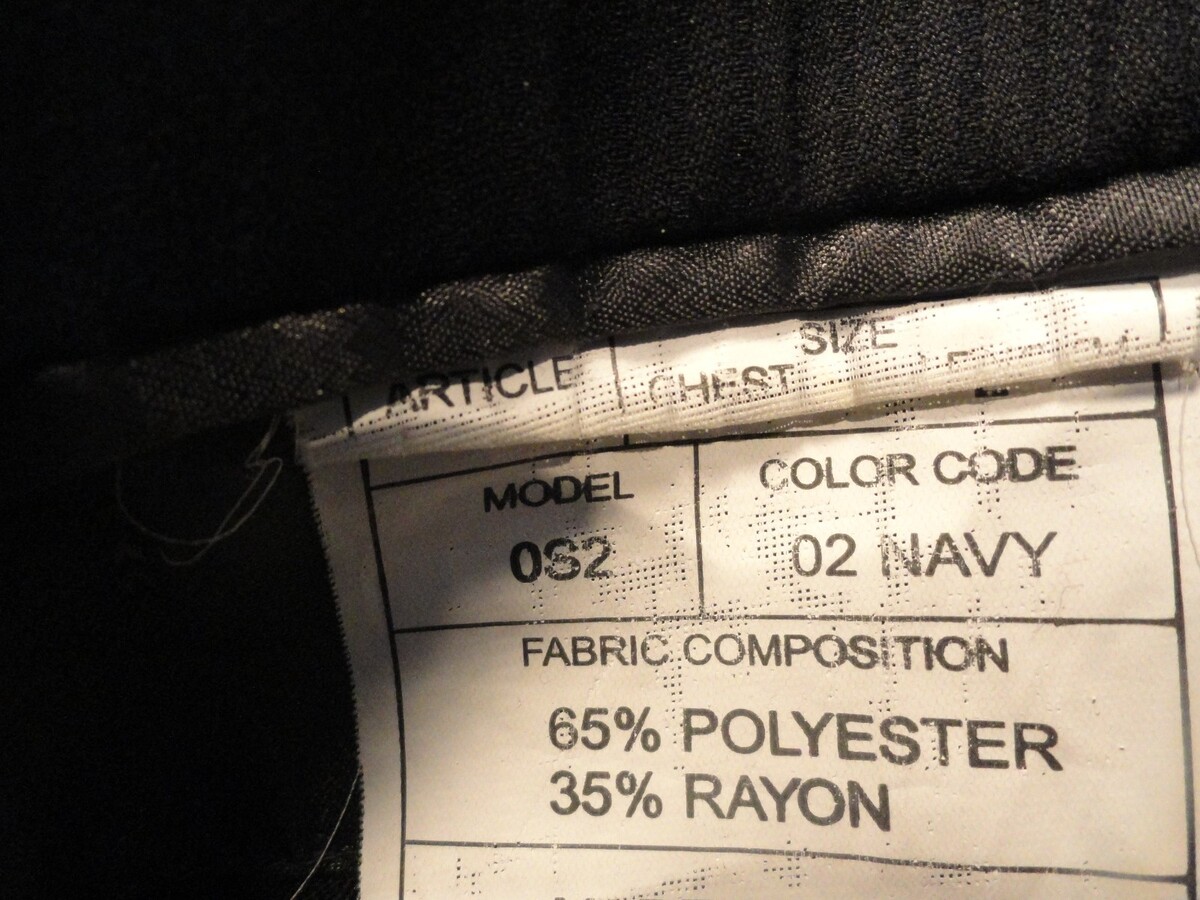 SIZE
ARTICLE CHEST
MODEL COLOR CODE
0S2 02 NAVY
FABRIC COMPOSITION
65% POLYESTER
35% RAYON